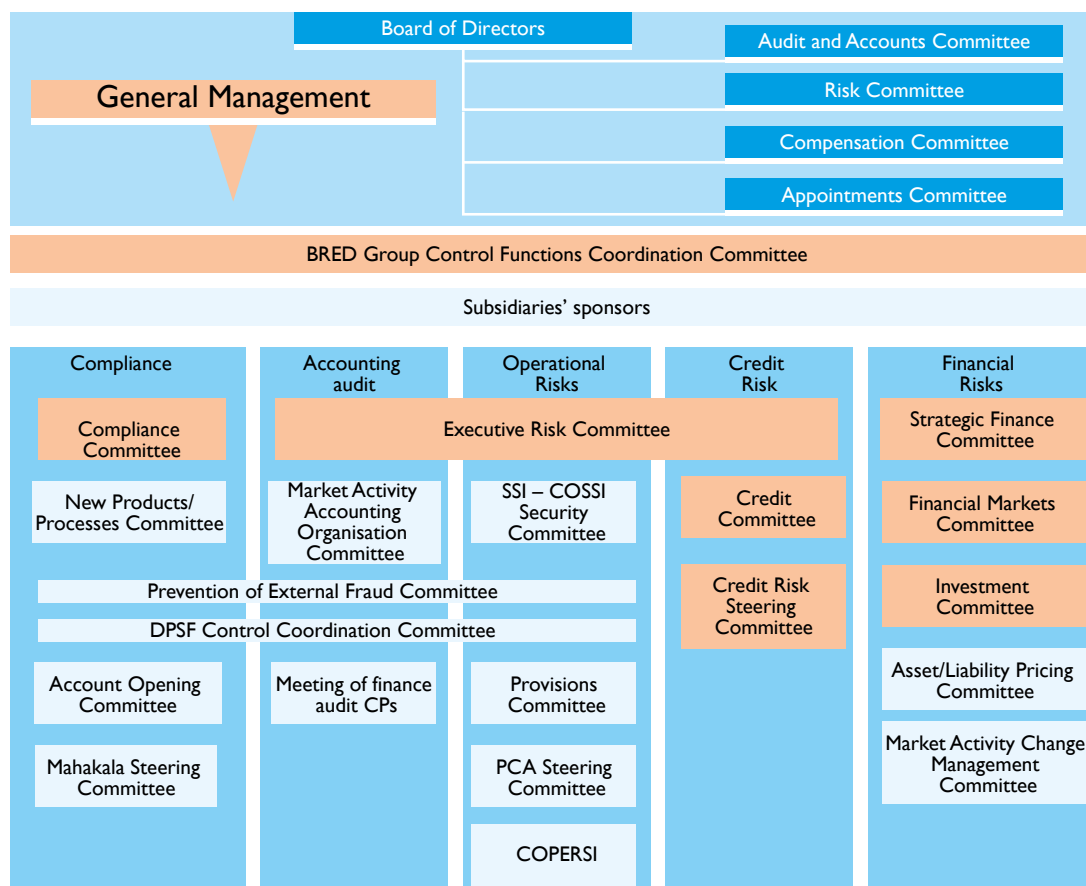 Board of Directors
Audit and Accounts Committee
General Management
Risk Committee
Compensation Committee
Appointments Committee
BRED Group Control Functions Coordination Committee
Subsidiaries’ sponsors
Compliance
Accounting
audit
Operational
Risks
Credit
Risk
Financial
Risks
Compliance
Committee
Executive Risk Committee
Strategic Finance
Committee
New Products/
Processes Committee
Market Activity
Accounting
Organisation
Committee
SSI – COSSI
Security
Committee
Credit
Committee
Financial Markets
Committee
Prevention of External Fraud Committee
DPSF Control Coordination Committee
Credit Risk
Steering
Committee
Investment
Committee
Account Opening
Committee
Meeting of finance
audit CPs
Provisions
Committee
Asset/Liability Pricing
Committee
Mahakala Steering
Committee
PCA Steering
Committee
Market Activity Change
Management
Committee
COPERSI